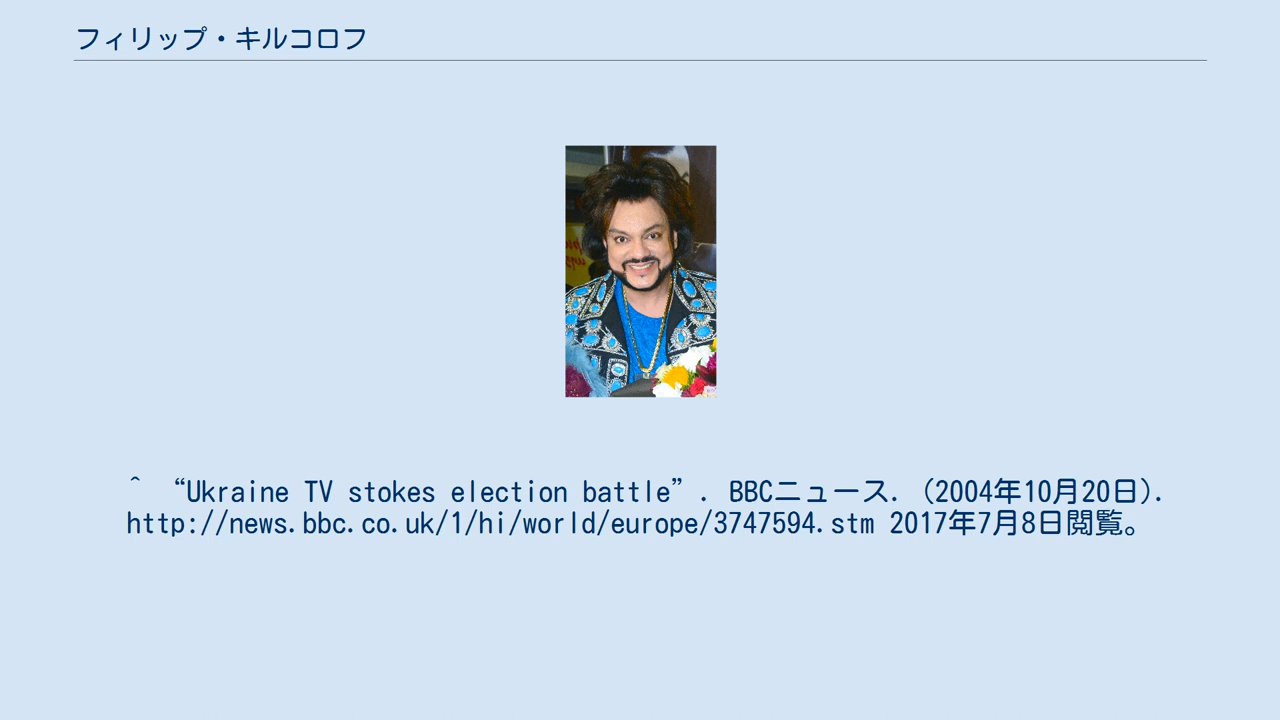 フィリップ・キルコロフ
^ “Ukraine TV stokes election battle”. BBCニュース. (2004年10月20日).
http://news.bbc.co.uk/1/hi/world/europe/3747594.stm 2017年7月8日閲覧。